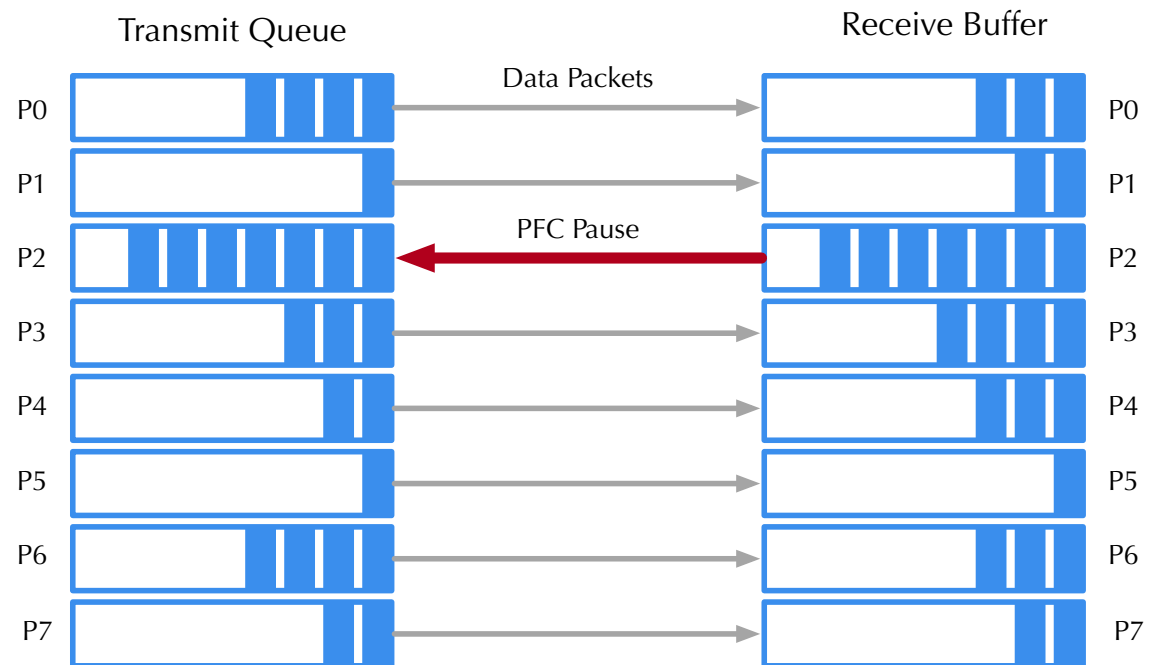 Transmit Queue
Receive Buffer
Data Packets
P0
P0
P1
P1
PFC Pause
P2
P2
P3
P3
P4
P4
P5
P5
P6
P6
P7
P7